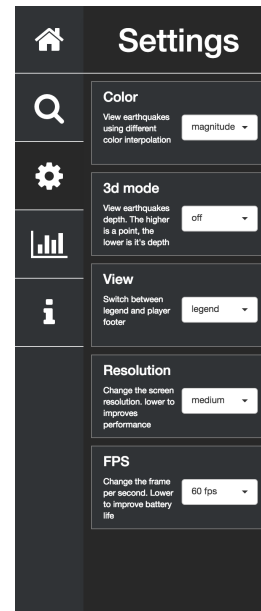 Settings
Color
View earthquakes
using different
color interpolation
magnitude
3d mode
View earthquakes
depth. The higher
is a point, the
lower is it's depth
off
View
Switch between
legend and player
footer
legend
Resolution
Change the screen
resolution. lower to
improves
performance
medium
FPS
Change the frame
per second. Lower
to improve battery
life
60 fps